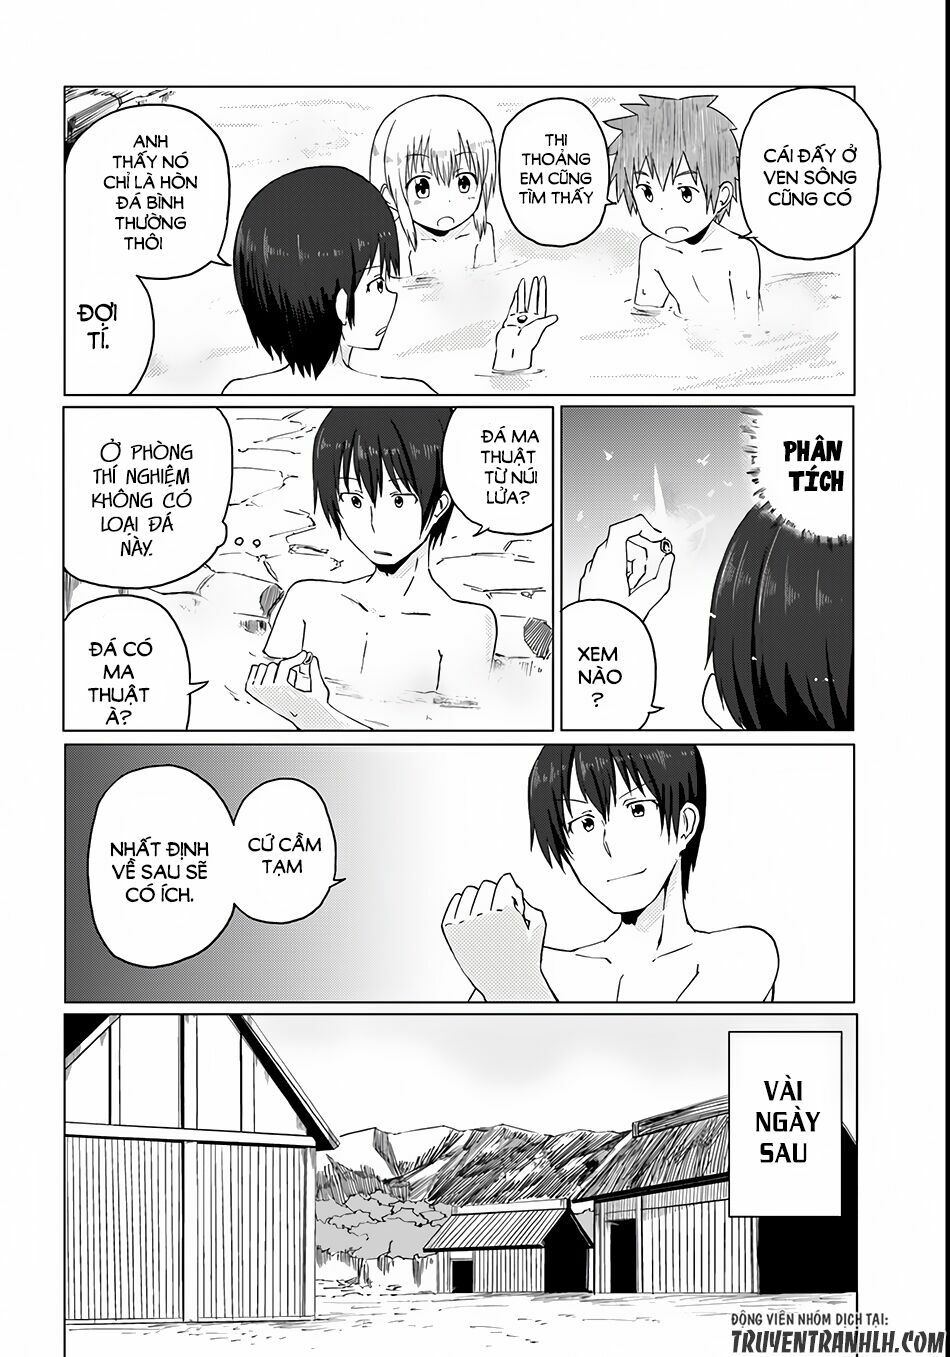 CÁI ĐẤY Ở
VEN SÔNG
CŨNG CÓ
THI
THOẢNG
EM CŨNG
TÌM THẤY
ANH
THẤY NÓ
CHỈ LÀ HÒN
ĐÁ BÌNH
THƯỜNG
THÔI
ĐỢI
TÍ.
PHÂN
TÍCH
XEM
NÀO
?
ĐÁ MA
THUẬT
TỪ NÚI
LỬA?
Ở PHÒNG
THÍ NGHIỆM
KHÔNG CÓ
LOẠI ĐÁ
NÀY.
ĐÁ CÓ
MA
THUẬT
À?
CỨ CẦM
TẠM
NHẤT ĐỊNH
VỀ SAU SẼ
CÓ ÍCH.
VÀI
NGÀY
SAU
ĐỘNG VIÊN NHÓM DỊCH TẠI:
TRUYENTRANHLH.COM